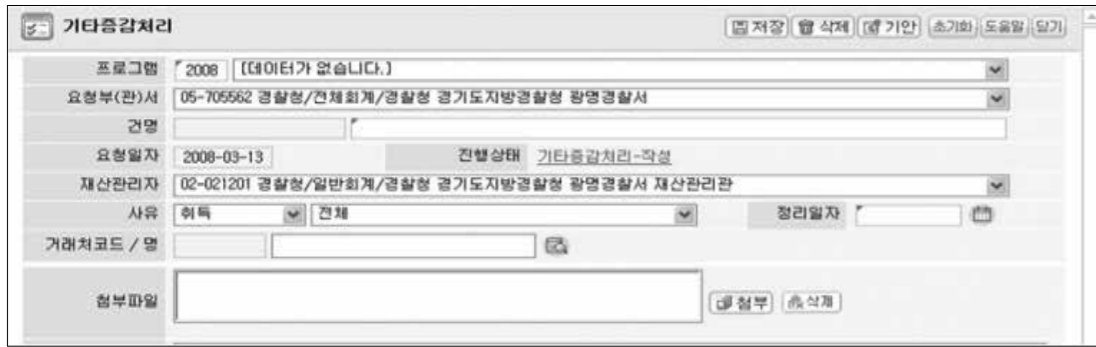 기타증감처리 저장 삭제 기안 초기화 도움말 닫기
프로그램 2008 (데이터가 없습니다.)
요청부(관)서 05-705562 경찰청/전체회계/경찰청 경기도지방경찰청 광명경찰서
건명
요청일자 2008-03-13 진행상태 기타증감처리-작성
재산관리자 02-021201 경찰청/일반회계/경찰청 경기도지방경찰청 광명경찰서 재산관리관
사유 취득 전체 정리일자
거래처코드 / 명
첨부파일 첨부 삭제